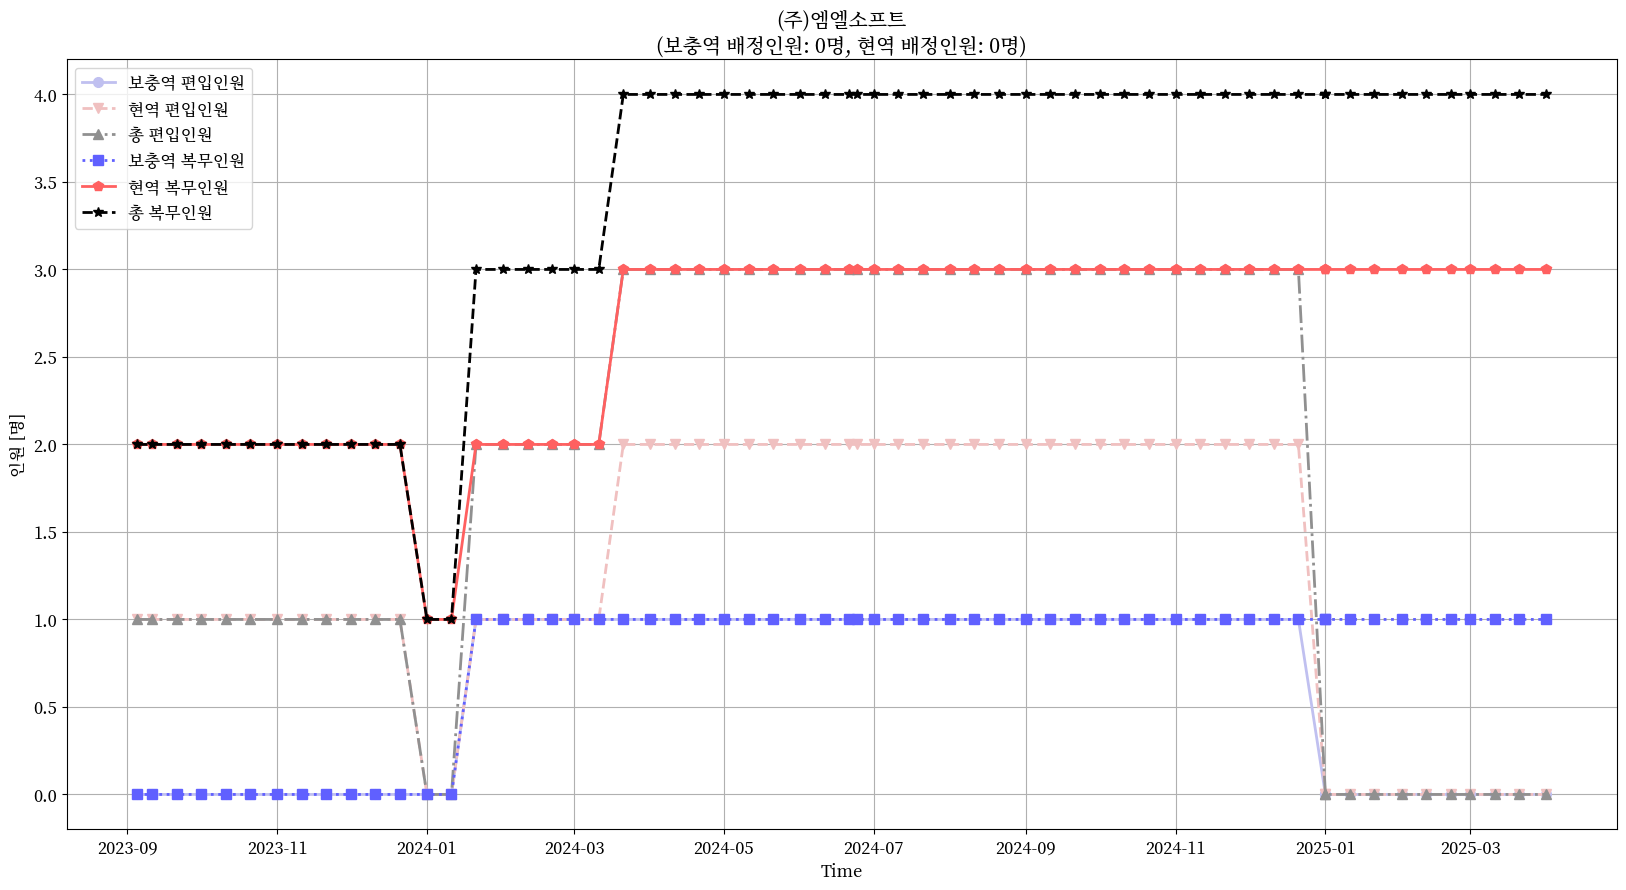 (주)엠엘소프트
(보충역 배정인원: 0명, 현역 배정인원: 0명)
보충역 편입인원
현역 편입인원
총 편입인원
보충역 복무인원
현역 복무인원
총 복무인원
4.0
3.5
3.0
2.5
2.0
1.5
1.0
0.5
0.0
인원 [명]
2023-09 2023-11 2024-01 2024-03 2024-05 2024-07 2024-09 2024-11 2025-01 2025-03
Time